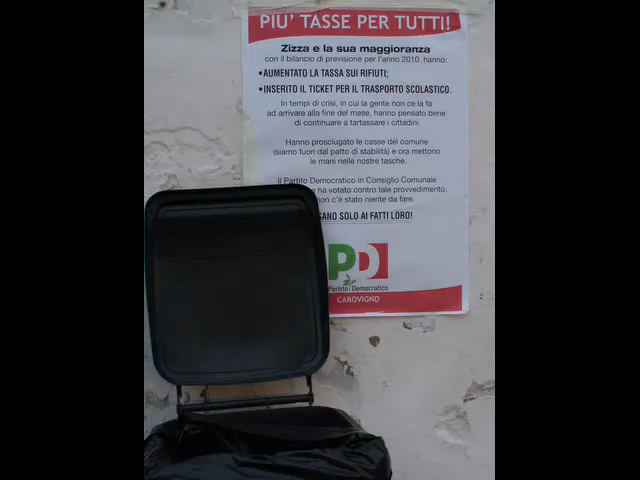 PIU' TASSE PER TUTTI!
Zizza e la sua maggioranza
con il bilancio di previsione per l'anno 2010 hanno:
•AUMENTATO LA TASSA SUI RIFIUTI;
•INSERITO IL TICKET PER IL TRASPORTO SCOLASTICO.
In tempi di crisi, in cui la gente non ce la fa
ad arrivare alla fine del mese, hanno pensato bene
di continuare a tartassare i cittadini.
Hanno prosciugato le casse del comune
(siamo fuori dal patto di stabilità) e ora mettono
le mani nelle nostre tasche.
Il Partito Democratico in Consiglio Comunale
ha votato contro tale provvedimento,
non c'è stato niente da fare.
SOLO AI FATTI LORO!
PD
Partito Democratico
CAROVIGNO